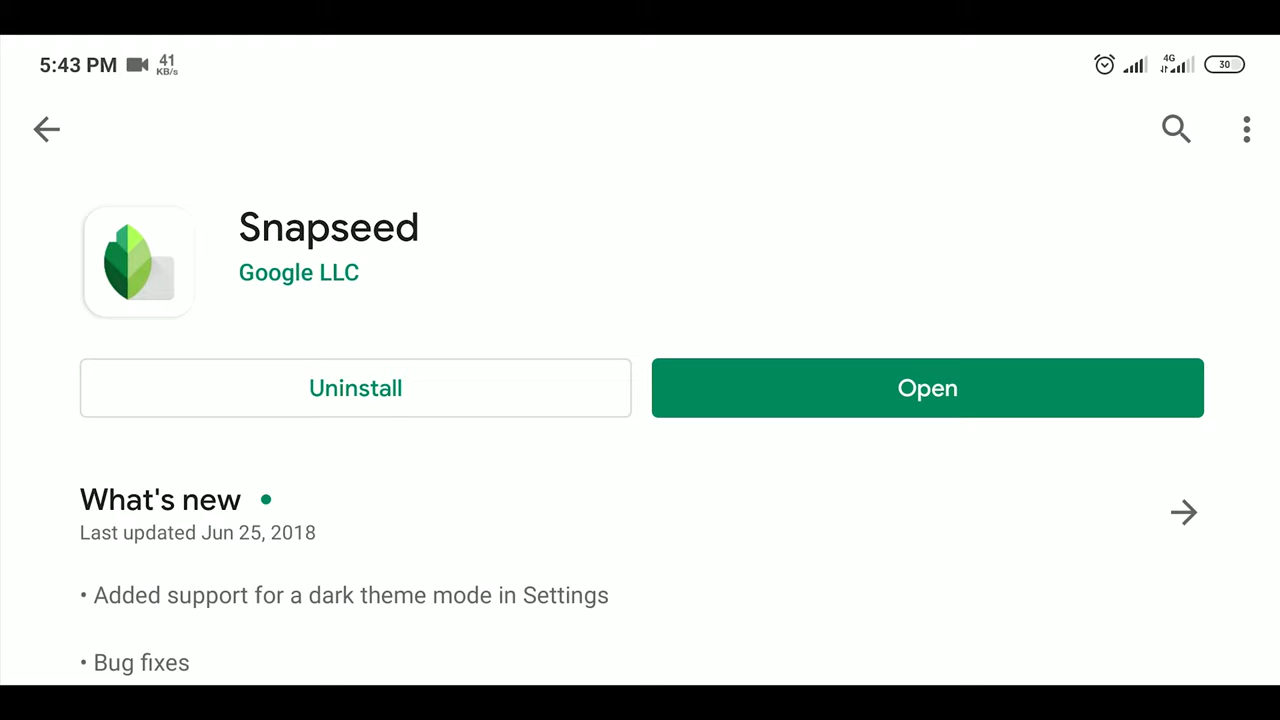 5:43 PM 41 KB/s 4G 30
Snapseed
Google LLC
Uninstall Open
What's new
Last updated Jun 25, 2018
• Added support for a dark theme mode in Settings
• Bug fixes